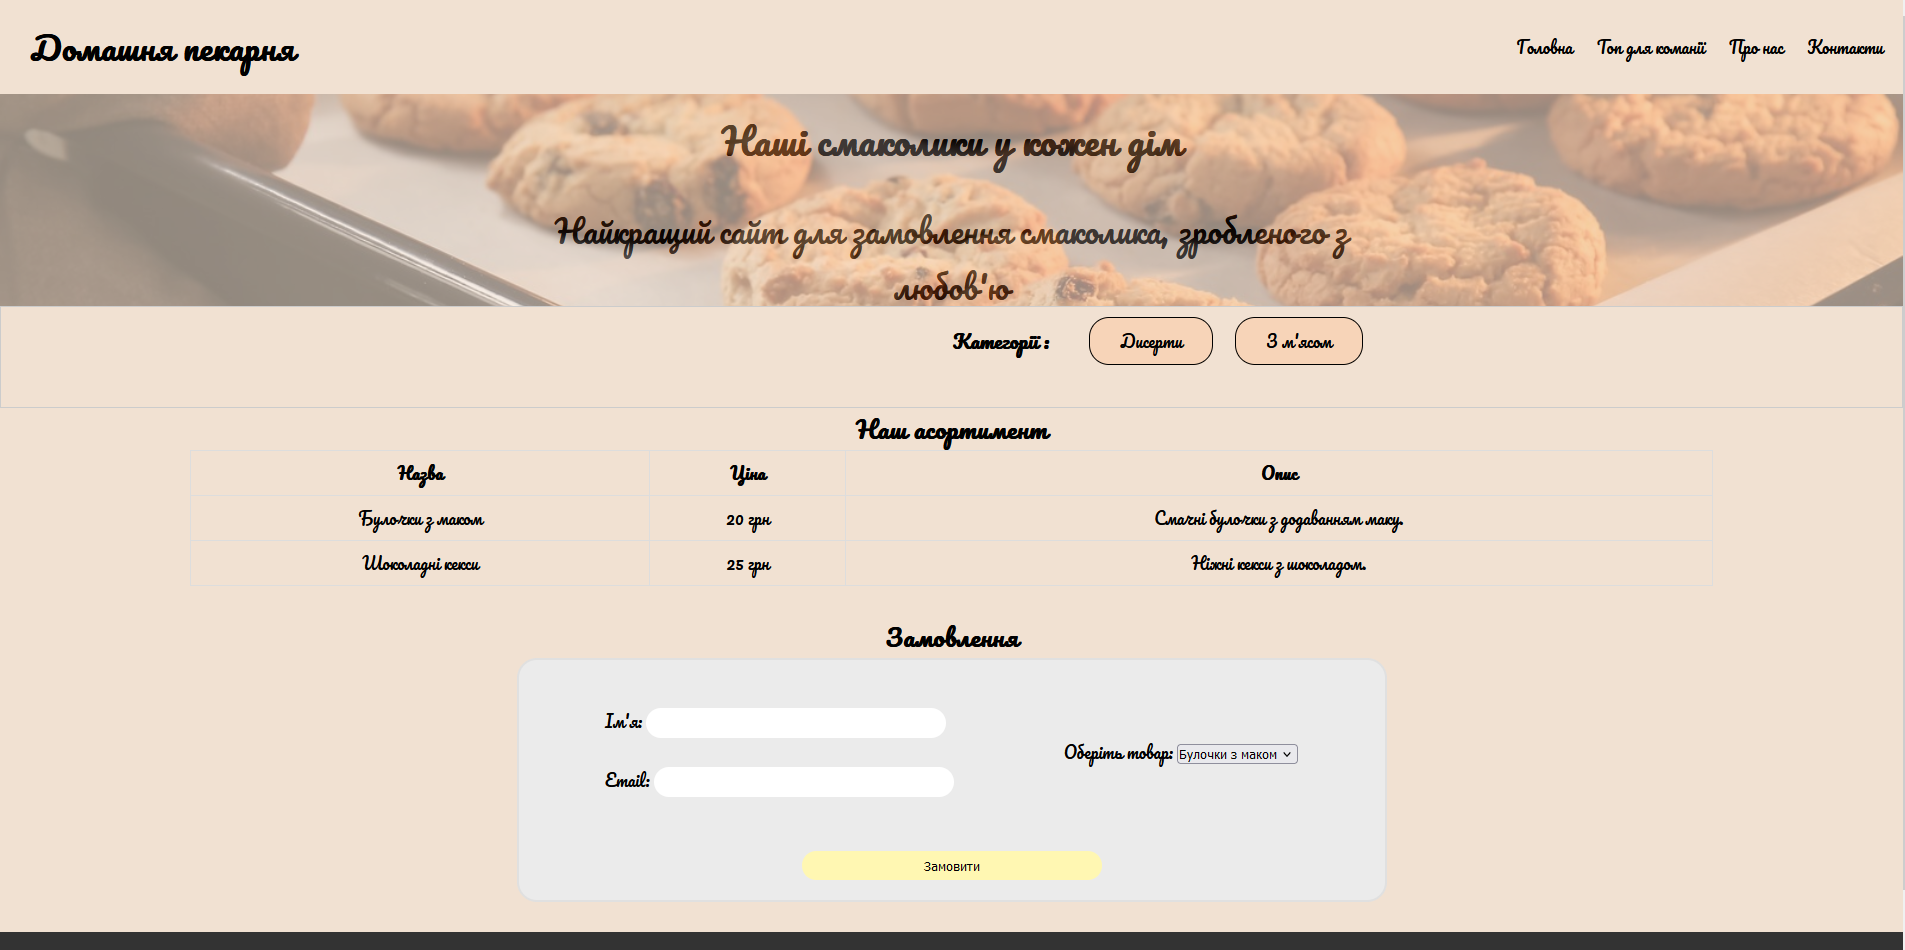 Домашня пекарня
Головна Топ для команії Про нас Контакти
Наші смаколики у кожен дім
Найкращий сайт для замовлення смаколика, зробленого з
любов'ю
Категорії : Дисерти З м'ясом
Наш асортимент
Назва Ціна Опис
Булочки з маком 20 грн Смачні булочки з додаванням маку.
Шоколадні кекси 25 грн Ніжні кекси з шоколадом.
Замовлення
Ім'я:
Оберіть товар: Булочки з маком
Email:
Замовити